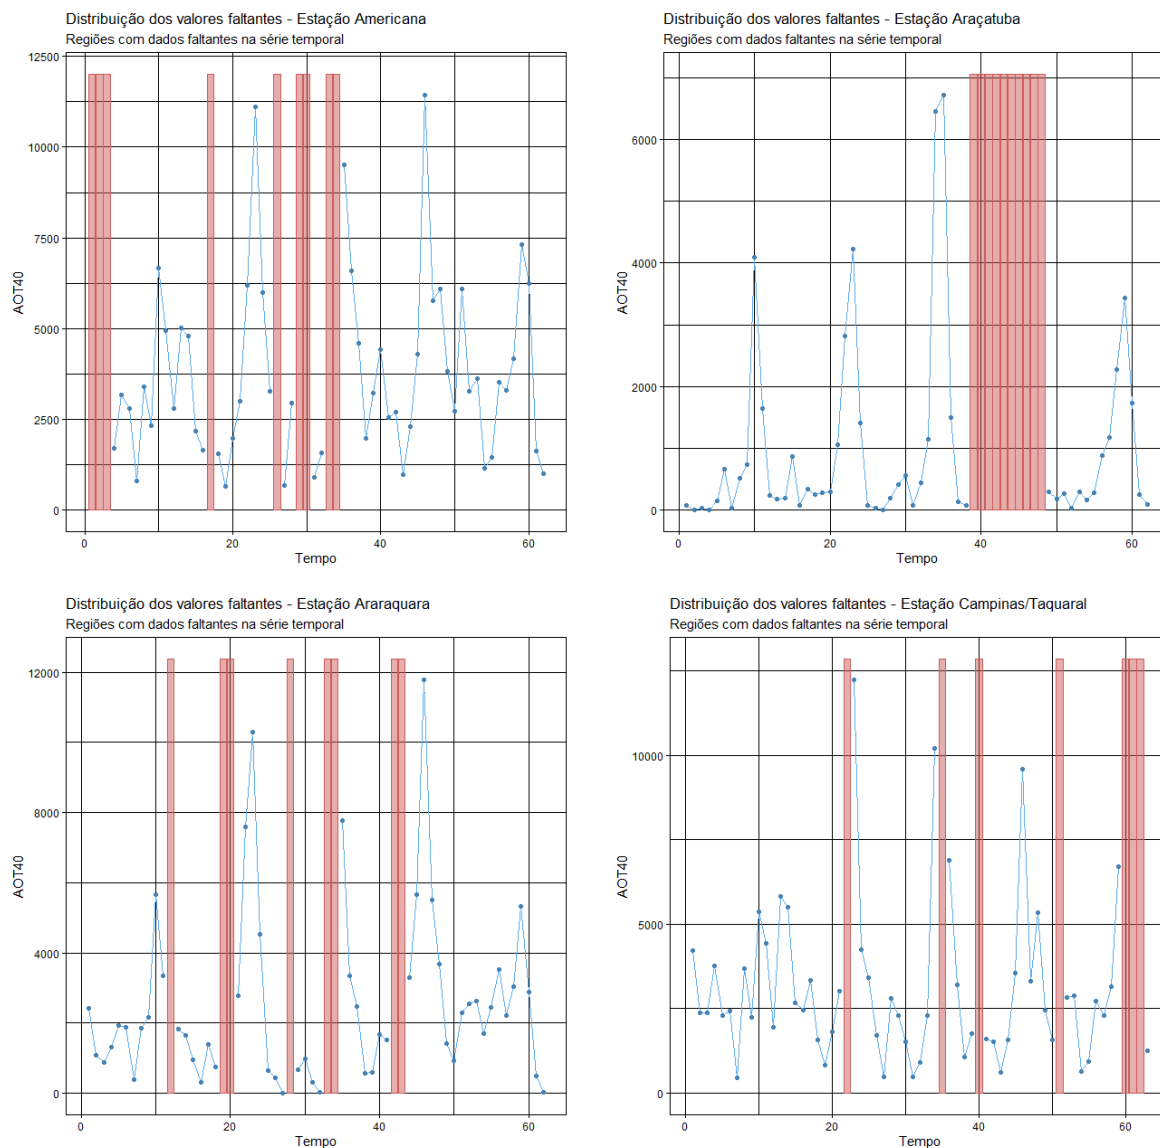 Distribuição dos valores faltantes - Estação Americana
Regiões com dados faltantes na série temporal
12500
10000
7500
5000
2500
0
AOT40
0 20 40 60
Tempo
Distribuição dos valores faltantes - Estação Araçatuba
Regiões com dados faltantes na série temporal
6000
4000
2000
0
AOT40
0 20 40 60
Tempo
Distribuição dos valores faltantes - Estação Araraquara
Regiões com dados faltantes na série temporal
12000
8000
4000
0
AOT40
0 20 40 60
Tempo
Distribuição dos valores faltantes - Estação Campinas/Taquaral
Regiões com dados faltantes na série temporal
10000
5000
0
AOT40
0 20 40 60
Tempo